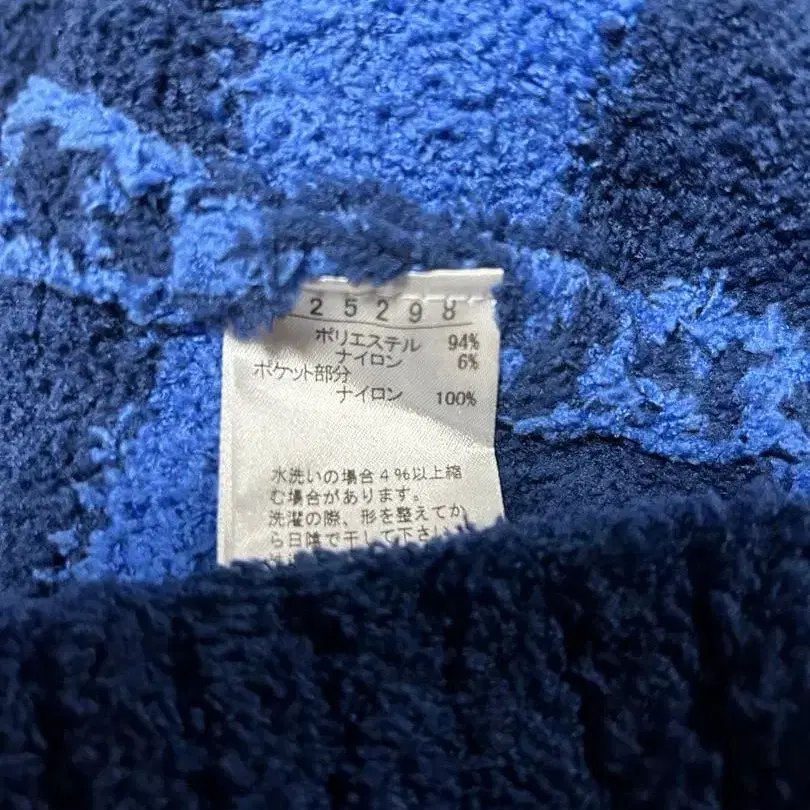 25298
ポリエステル 94%
ナイロン 6%
ポケット部分
ナイロン 100%
水洗いの場合4%以上縮
む場合があります。
洗濯の際、形を整えてか
ら日陰で干して下さい